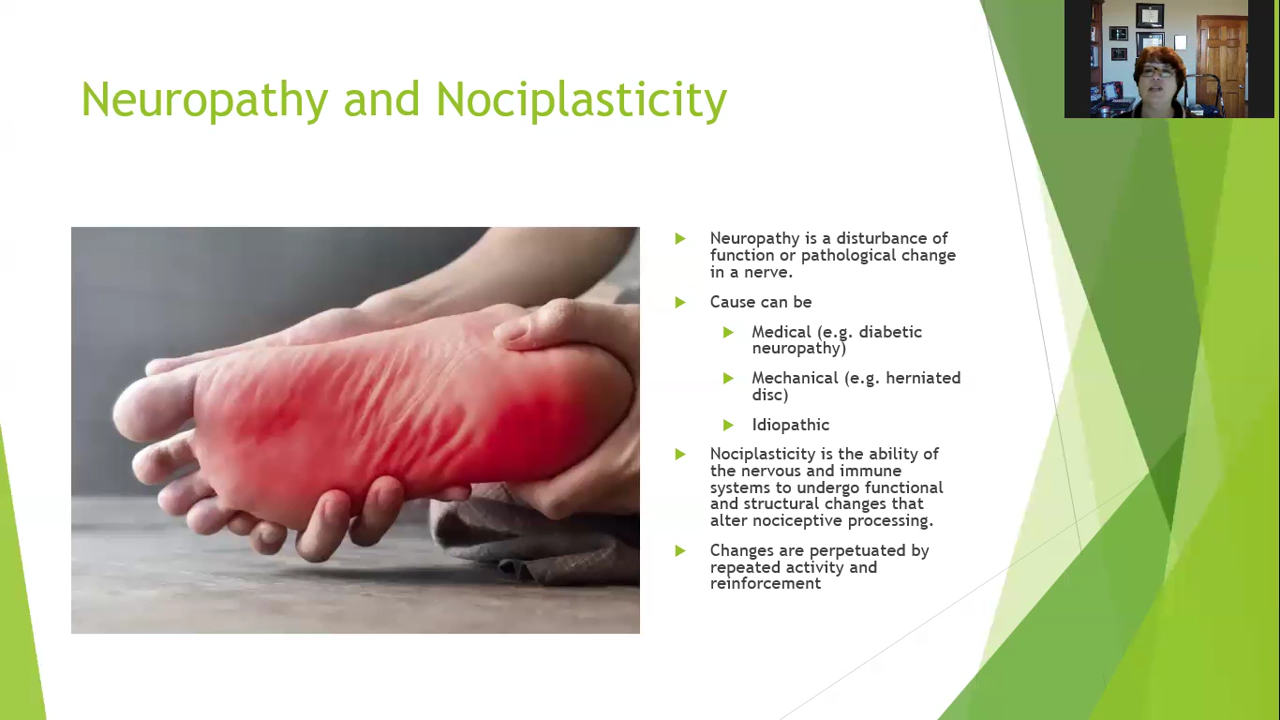 Neuropathy and Nociplasticity
Neuropathy is a disturbance of
function or pathological change
in a nerve.
Cause can be
Medical (e.g. diabetic
neuropathy)
Mechanical (e.g. herniated
disc)
Idiopathic
Nociplasticity is the ability of
the nervous and immune
systems to undergo functional
and structural changes that
alter nociceptive processing.
Changes are perpetuated by
repeated activity and
reinforcement